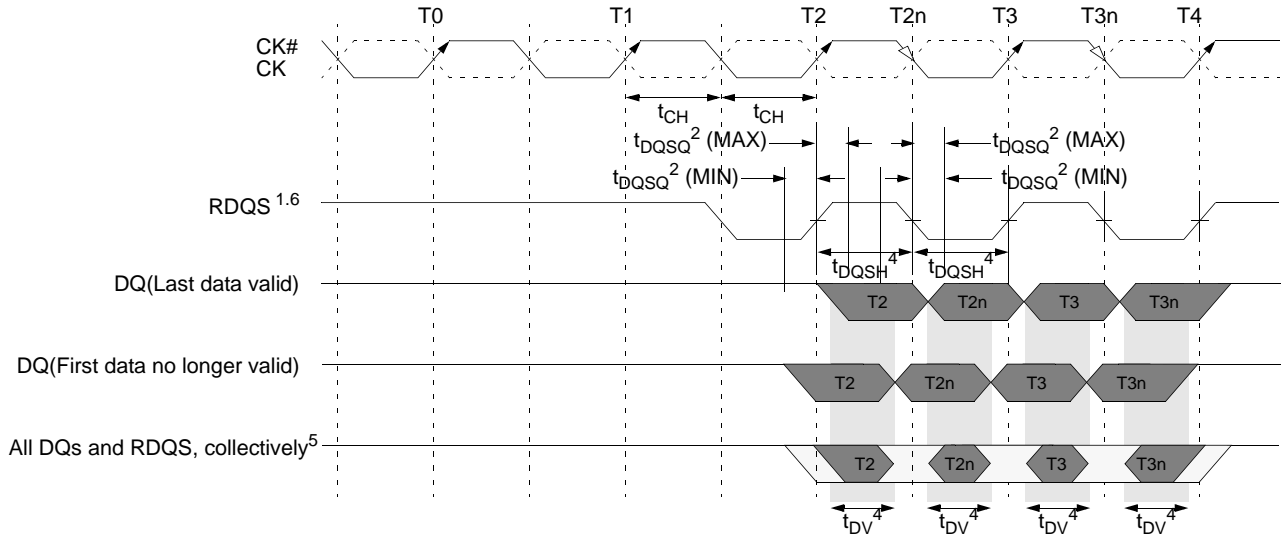 T0 T1 T2 T2n T3 T3n T4
CK#
CK
tCH tCH
tDQSQ² (MAX) tDQSQ² (MAX)
tDQSQ² (MIN) tDQSQ² (MIN)
RDQS 1.6
tDQSH⁴ tDQSH⁴
DQ(Last data valid) T2 T2n T3 T3n
DQ(First data no longer valid) T2 T2n T3 T3n
All DQs and RDQS, collectively⁵ T2 T2n T3 T3n
tDV⁴ tDV⁴ tDV⁴ tDV⁴